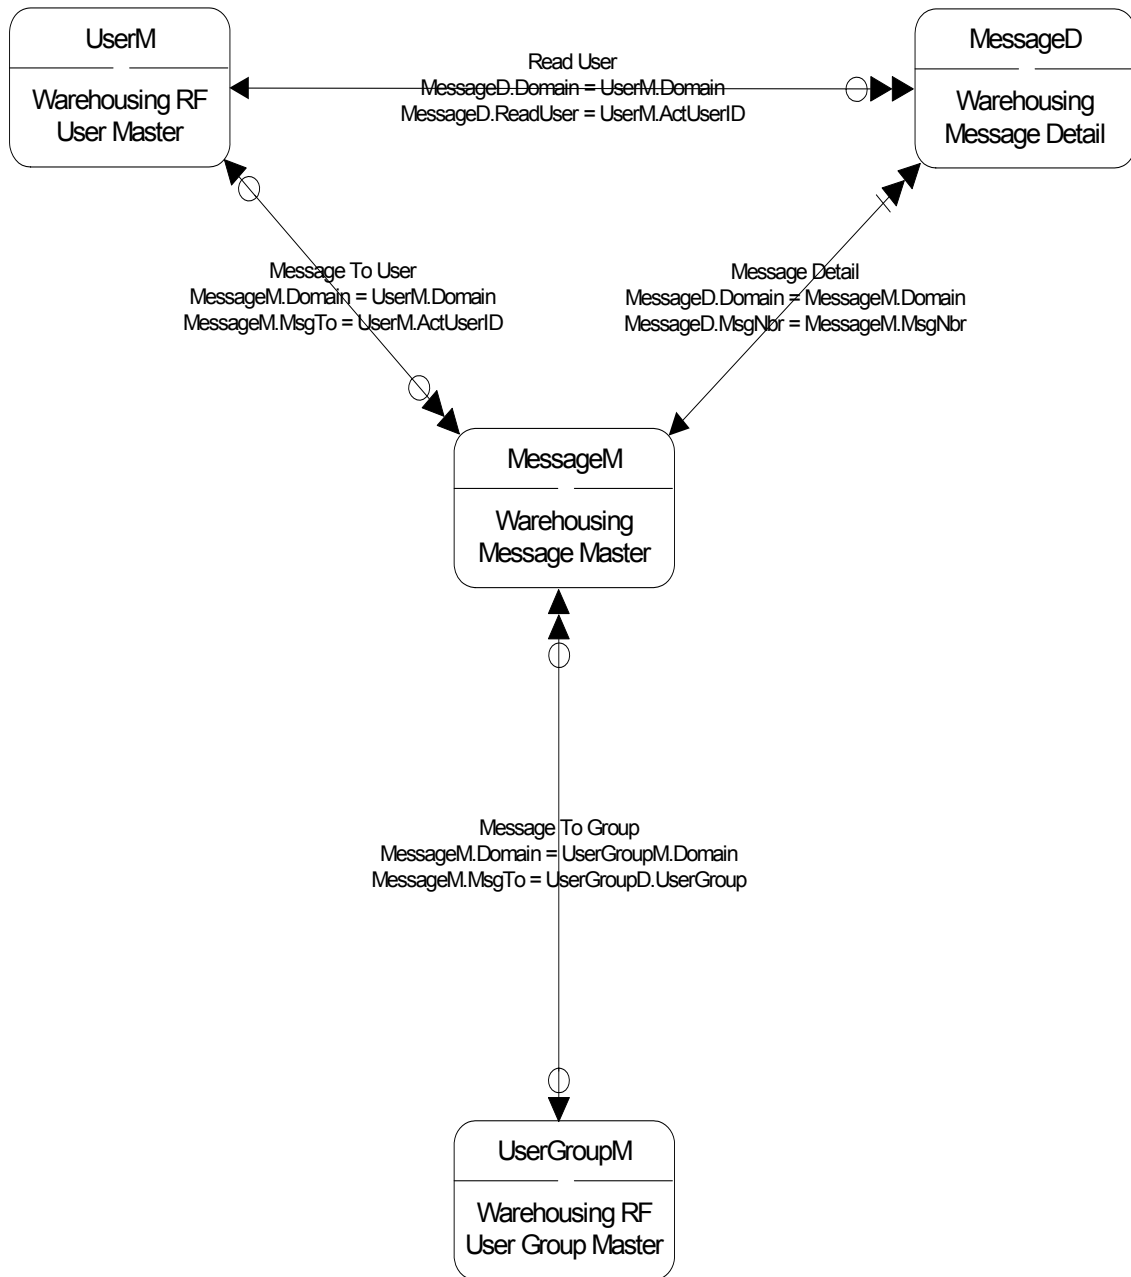 UserM
Warehousing RF
User Master
MessageD
Warehousing
Message Detail
Read User
MessageD.Domain = UserM.Domain
MessageD.ReadUser = UserM.ActUserID
Message To User
MessageM.Domain = UserM.Domain
MessageM.MsgTo = UserM.ActUserID
Message Detail
MessageD.Domain = MessageM.Domain
MessageD.MsgNbr = MessageM.MsgNbr
MessageM
Warehousing
Message Master
Message To Group
MessageM.Domain = UserGroupM.Domain
MessageM.MsgTo = UserGroupD.UserGroup
UserGroupM
Warehousing RF
User Group Master